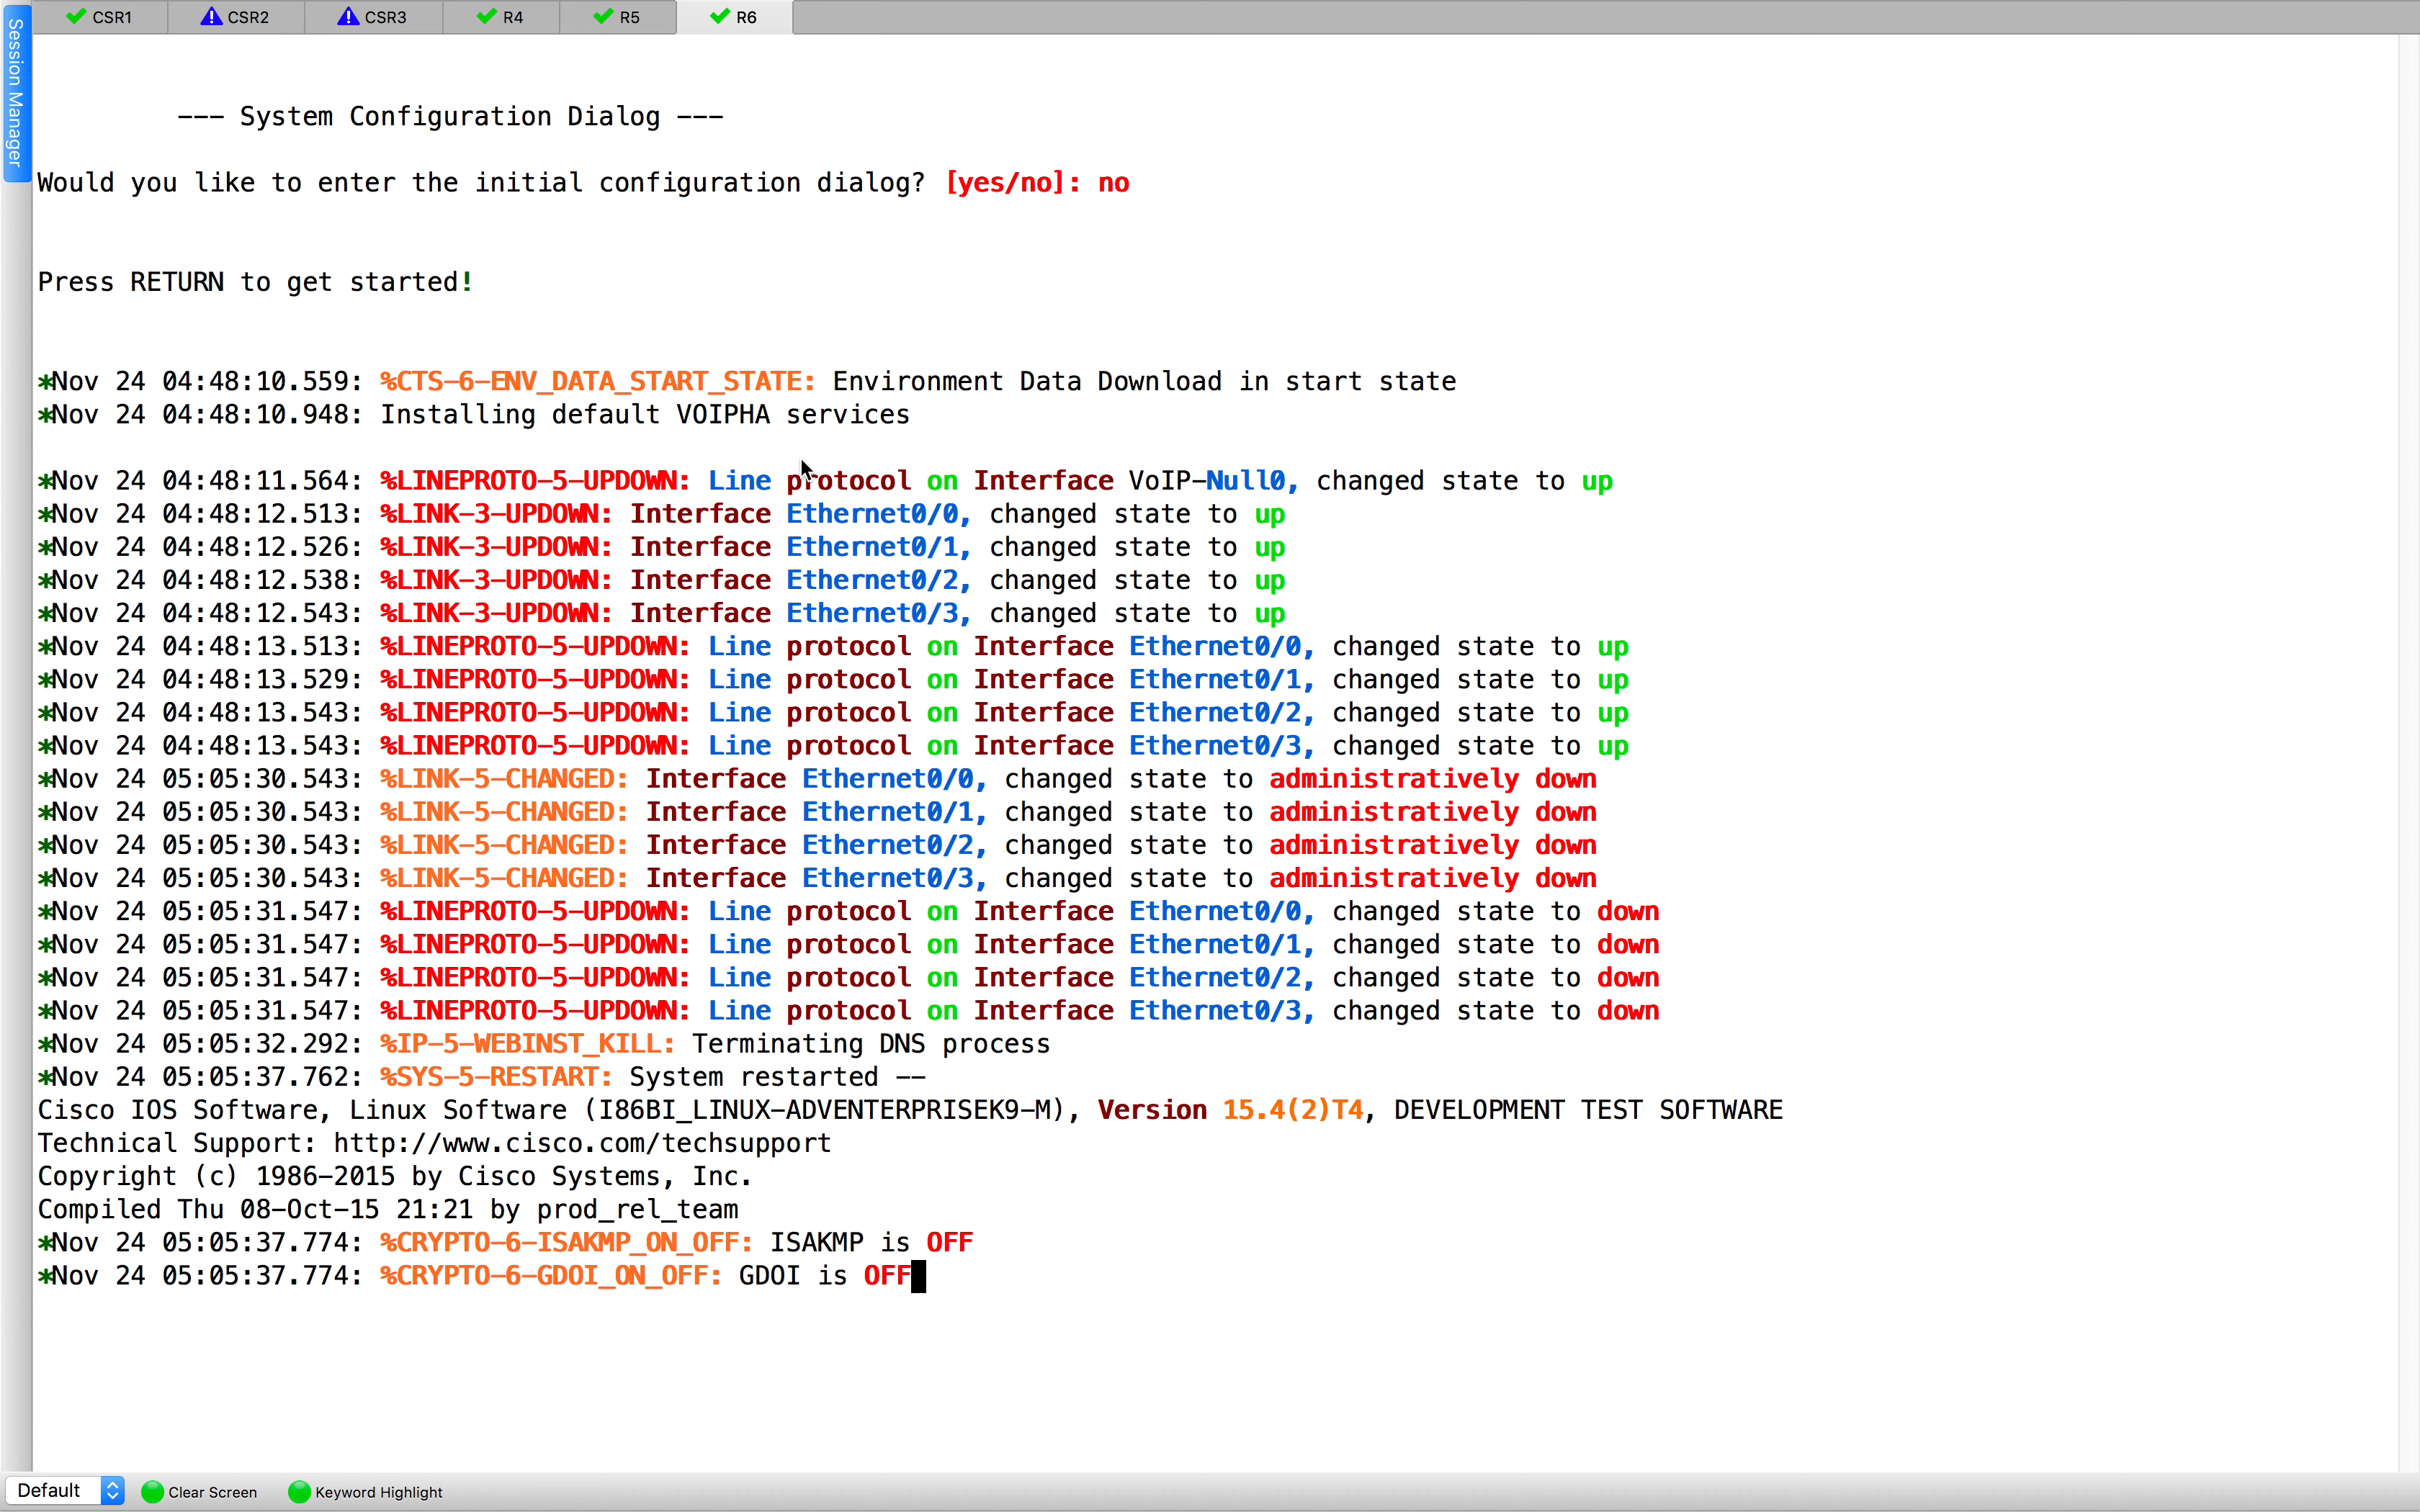 CSR1 CSR2 CSR3 R4 R5 R6
Session Manager
--- System Configuration Dialog ---
Would you like to enter the initial configuration dialog? [yes/no]: no
Press RETURN to get started!
*Nov 24 04:48:10.559: %CTS-6-ENV_DATA_START_STATE: Environment Data Download in start state
*Nov 24 04:48:10.948: Installing default VOIPHA services
*Nov 24 04:48:11.564: %LINEPROTO-5-UPDOWN: Line protocol on Interface VoIP-Null0, changed state to up
*Nov 24 04:48:12.513: %LINK-3-UPDOWN: Interface Ethernet0/0, changed state to up
*Nov 24 04:48:12.526: %LINK-3-UPDOWN: Interface Ethernet0/1, changed state to up
*Nov 24 04:48:12.538: %LINK-3-UPDOWN: Interface Ethernet0/2, changed state to up
*Nov 24 04:48:12.543: %LINK-3-UPDOWN: Interface Ethernet0/3, changed state to up
*Nov 24 04:48:13.513: %LINEPROTO-5-UPDOWN: Line protocol on Interface Ethernet0/0, changed state to up
*Nov 24 04:48:13.529: %LINEPROTO-5-UPDOWN: Line protocol on Interface Ethernet0/1, changed state to up
*Nov 24 04:48:13.543: %LINEPROTO-5-UPDOWN: Line protocol on Interface Ethernet0/2, changed state to up
*Nov 24 04:48:13.543: %LINEPROTO-5-UPDOWN: Line protocol on Interface Ethernet0/3, changed state to up
*Nov 24 05:05:30.543: %LINK-5-CHANGED: Interface Ethernet0/0, changed state to administratively down
*Nov 24 05:05:30.543: %LINK-5-CHANGED: Interface Ethernet0/1, changed state to administratively down
*Nov 24 05:05:30.543: %LINK-5-CHANGED: Interface Ethernet0/2, changed state to administratively down
*Nov 24 05:05:30.543: %LINK-5-CHANGED: Interface Ethernet0/3, changed state to administratively down
*Nov 24 05:05:31.547: %LINEPROTO-5-UPDOWN: Line protocol on Interface Ethernet0/0, changed state to down
*Nov 24 05:05:31.547: %LINEPROTO-5-UPDOWN: Line protocol on Interface Ethernet0/1, changed state to down
*Nov 24 05:05:31.547: %LINEPROTO-5-UPDOWN: Line protocol on Interface Ethernet0/2, changed state to down
*Nov 24 05:05:31.547: %LINEPROTO-5-UPDOWN: Line protocol on Interface Ethernet0/3, changed state to down
*Nov 24 05:05:32.292: %IP-5-WEBINST_KILL: Terminating DNS process
*Nov 24 05:05:37.762: %SYS-5-RESTART: System restarted --
Cisco IOS Software, Linux Software (I86BI_LINUX-ADVENTERPRISEK9-M), Version 15.4(2)T4, DEVELOPMENT TEST SOFTWARE
Technical Support: http://www.cisco.com/techsupport
Copyright (c) 1986-2015 by Cisco Systems, Inc.
Compiled Thu 08-Oct-15 21:21 by prod_rel_team
*Nov 24 05:05:37.774: %CRYPTO-6-ISAKMP_ON_OFF: ISAKMP is OFF
*Nov 24 05:05:37.774: %CRYPTO-6-GDOI_ON_OFF: GDOI is OFF
Default Clear Screen Keyword Highlight